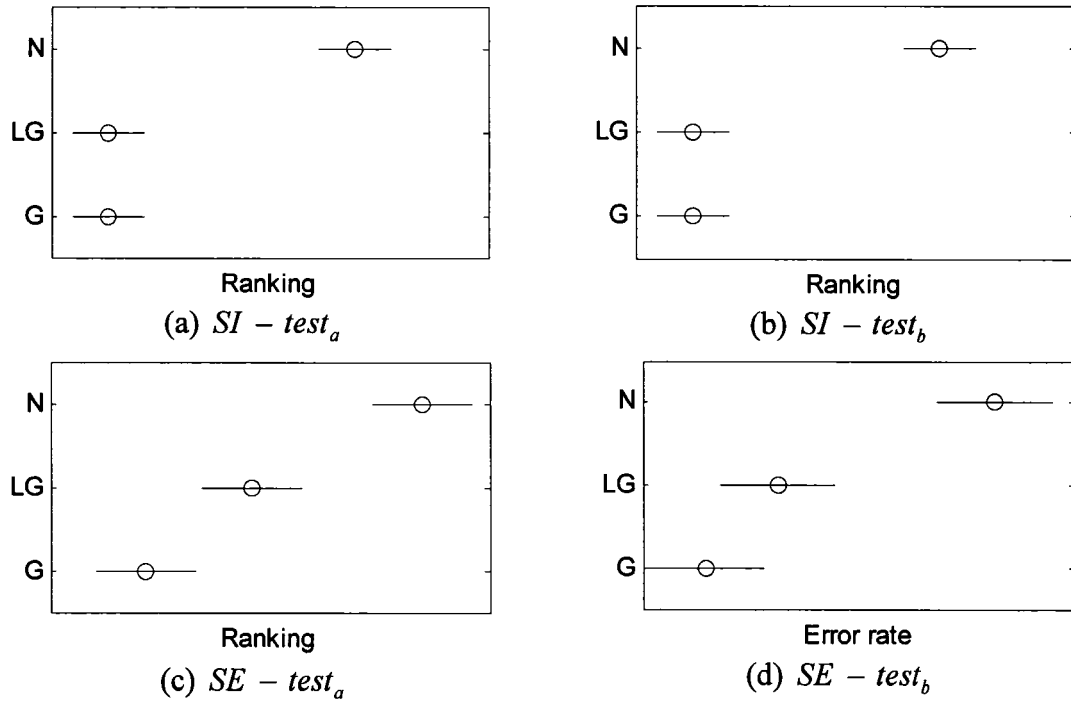 N
LG
G
Ranking
(a) SI – test_a
N
LG
G
Ranking
(b) SI – test_b
N
LG
G
Ranking
(c) SE – test_a
N
LG
G
Error rate
(d) SE – test_b